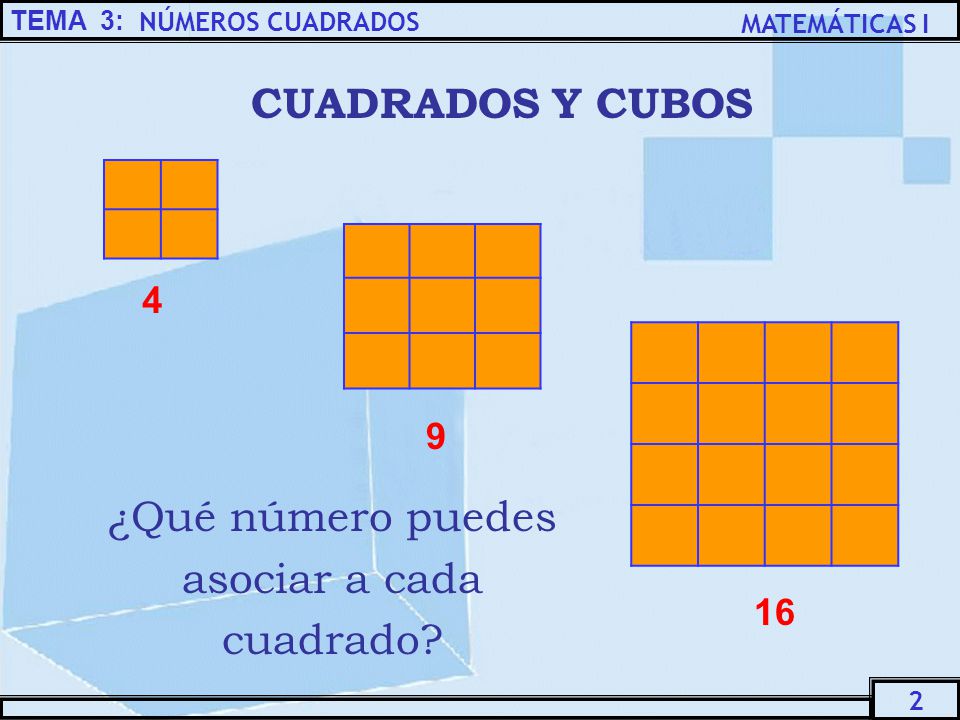 TEMA 3: NÚMEROS CUADRADOS
MATEMÁTICAS I
CUADRADOS Y CUBOS
4
9
16
¿Qué número puedes
asociar a cada
cuadrado?
2